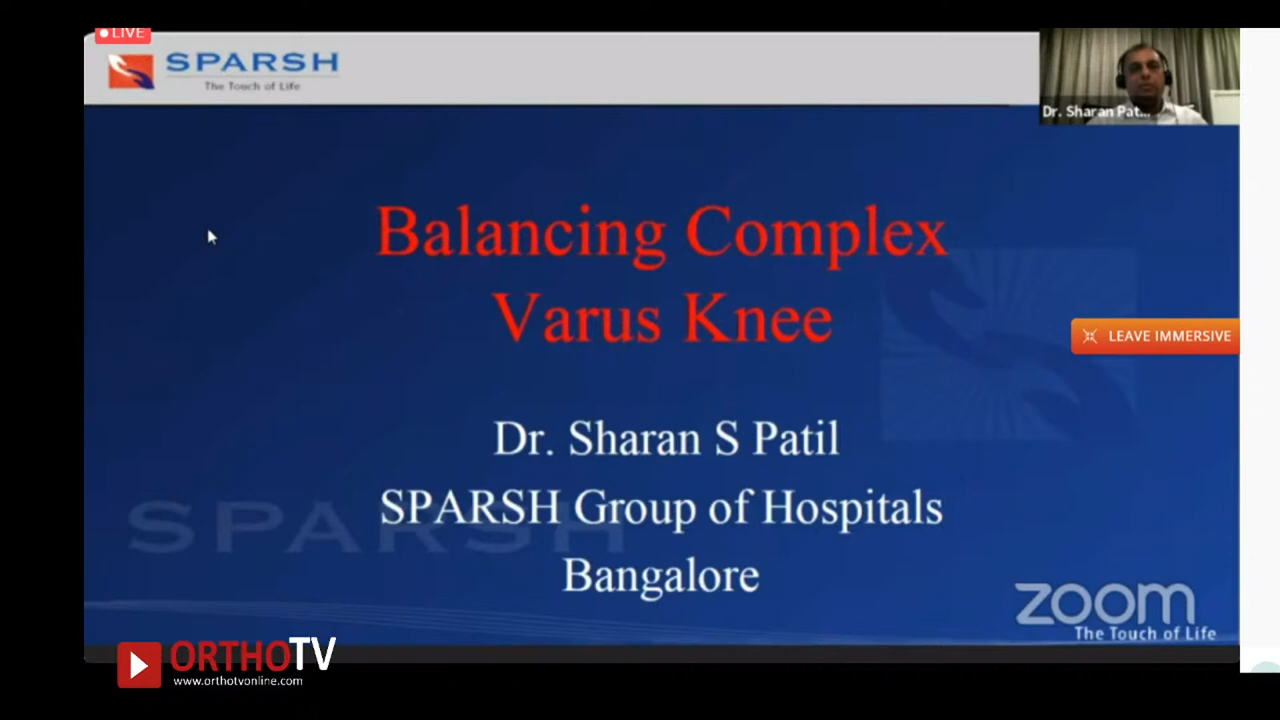 LIVE
SPARSH
The Touch of Life
Dr. Sharan Pat...
Balancing Complex
Varus Knee
LEAVE IMMERSIVE
Dr. Sharan S Patil
SPARSH Group of Hospitals
SPARSH
Bangalore
zoom
The Touch of Life
ORTHOTV
www.orthotvonline.com